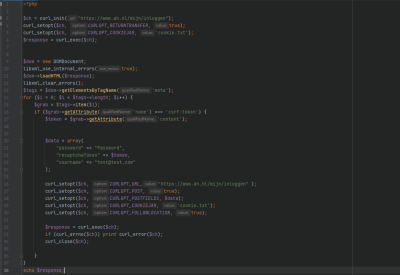 <?php
$ch = curl_init( url: "https://www.ah.nl/mijn/inloggen");
curl_setopt($ch, option: CURLOPT_RETURNTRANSFER, value: true);
curl_setopt($ch, option: CURLOPT_COOKIEJAR, value: 'cookie.txt');
$response = curl_exec($ch);
$dom = new DOMDocument;
libxml_use_internal_errors( true);
$dom->loadHTML($response);
libxml_clear_errors();
$tags = $dom->getElementsByTagName( 'meta');
for ($i = 0; $i < $tags->length; $i++) {
$grab = $tags->item($i);
if ($grab->getAttribute( 'name') === 'csrf-token') {
$token = $grab->getAttribute( 'content');
$data = array(
"password" => "Password",
"recaptchaToken" => $token,
"username" => "test@test.com"
);
curl_setopt($ch, option: CURLOPT_URL, value: "https://www.ah.nl/mijn/inloggen" );
curl_setopt($ch, option: CURLOPT_POST, value: true);
curl_setopt($ch, option: CURLOPT_POSTFIELDS, $data);
curl_setopt($ch, option: CURLOPT_COOKIEJAR, value: 'cookie.txt');
curl_setopt($ch, option: CURLOPT_FOLLOWLOCATION, value: true);
$response = curl_exec($ch);
if (curl_errno($ch)) print curl_error($ch);
curl_close($ch);
}
}
echo $response;